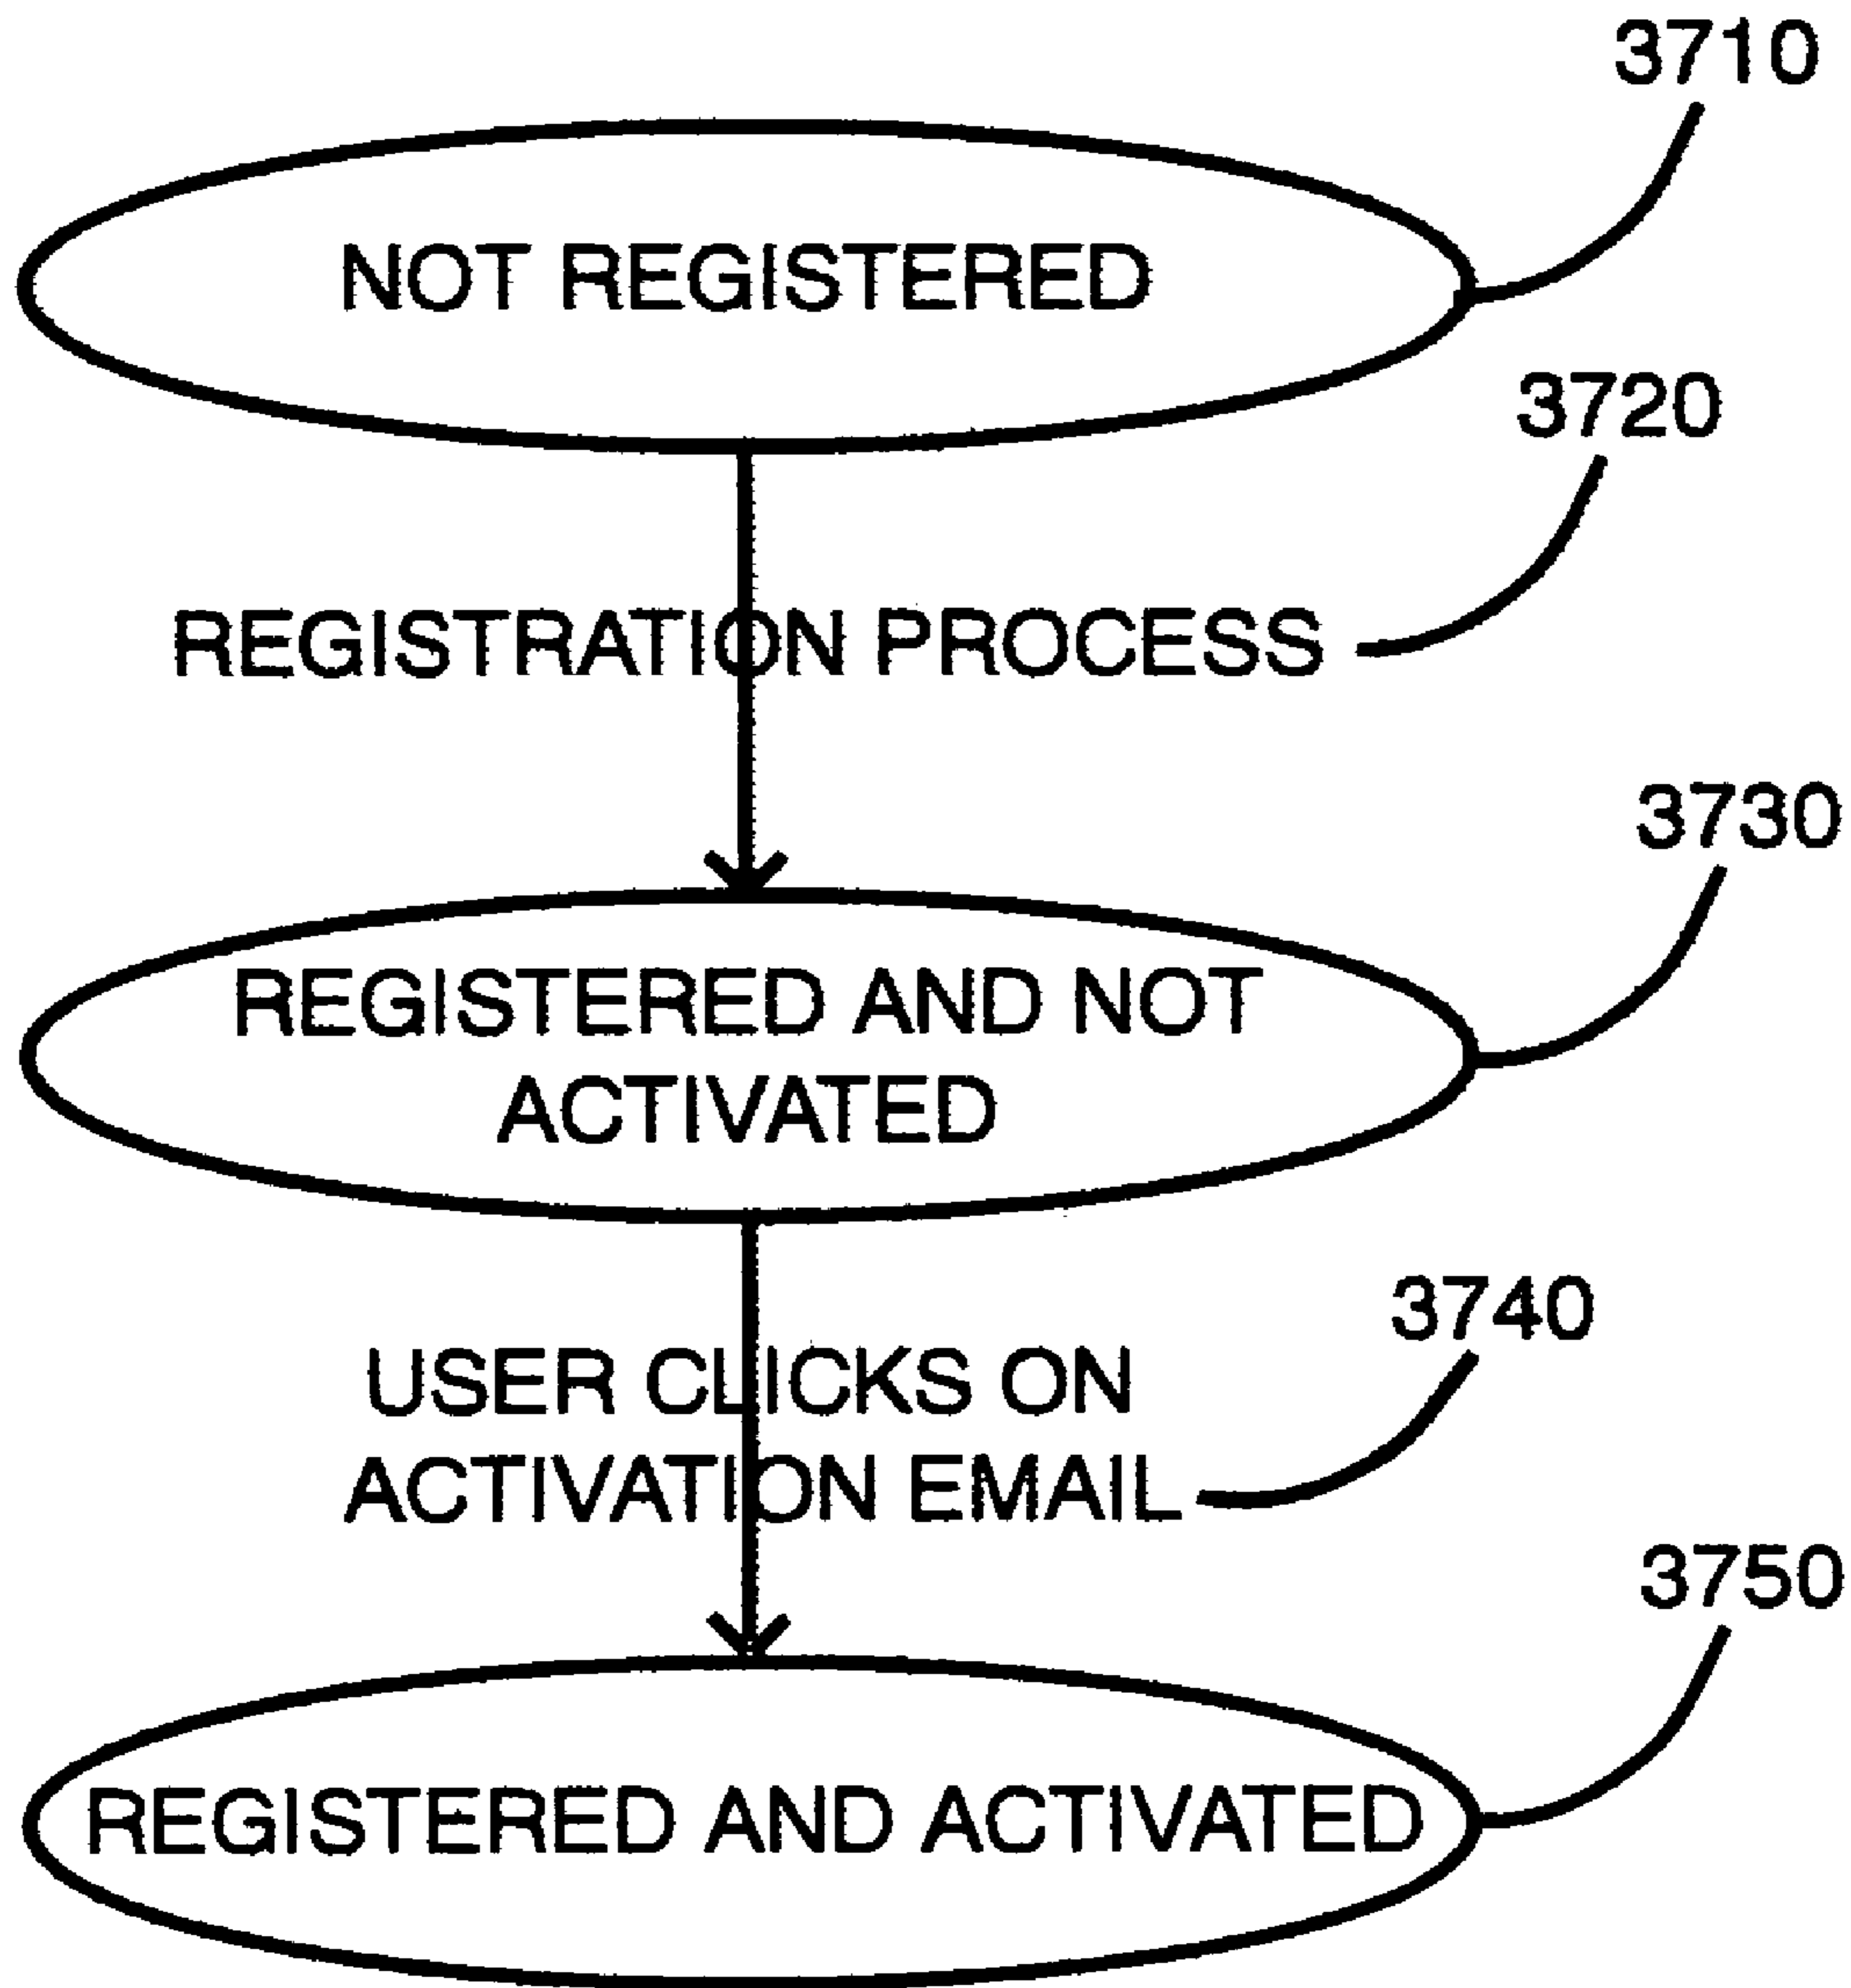 3710
NOT REGISTERED
3720
REGISTRATION PROCESS
3730
REGISTERED AND NOT
ACTIVATED
3740
USER CLICKS ON
ACTIVATION EMAIL
3750
REGISTERED AND ACTIVATED